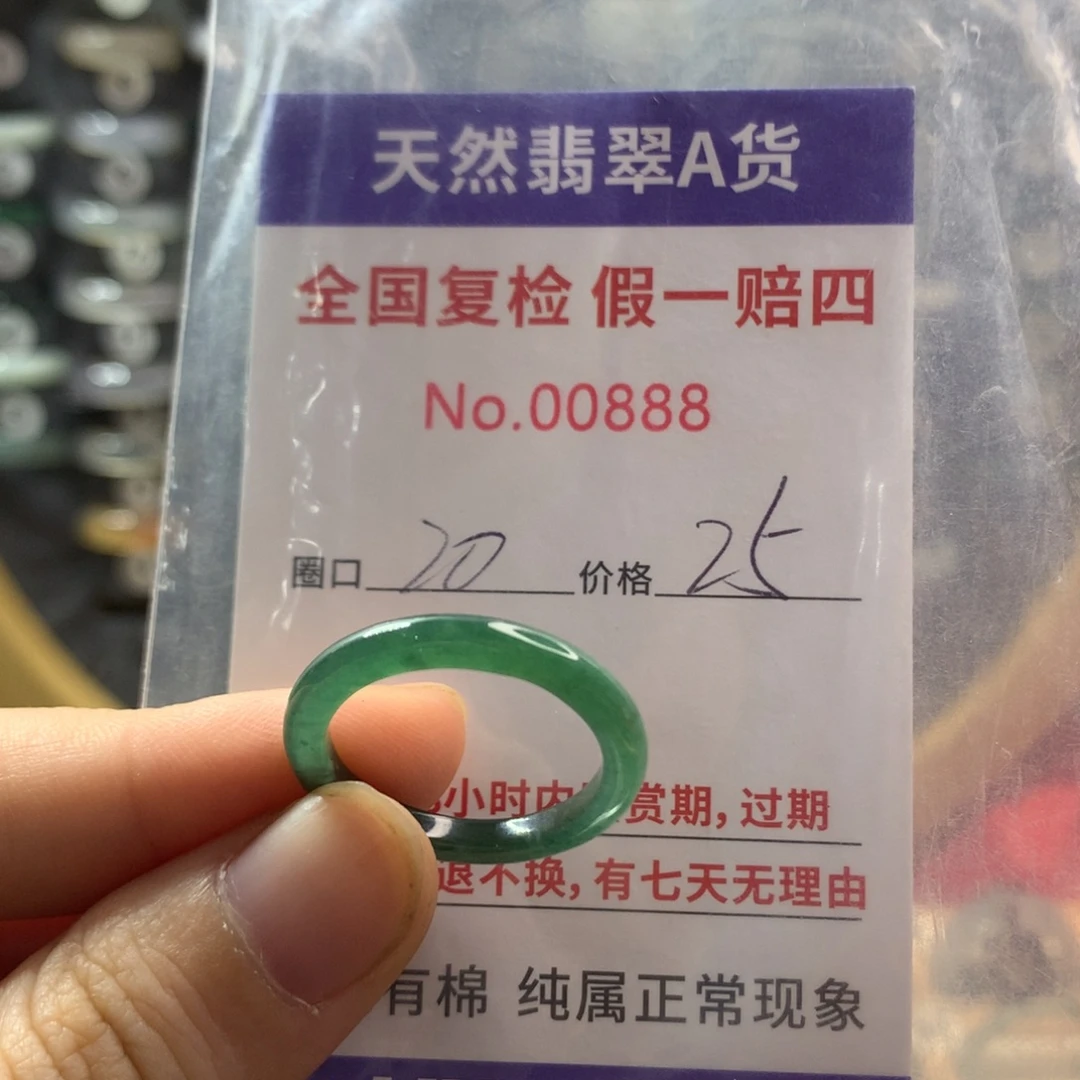 天然翡翠A货
全国复检 假一赔四
No.00888
圈口 20 价格 25
小时内 赏期,过期
退不换,有七天无理由
有棉 纯属正常现象